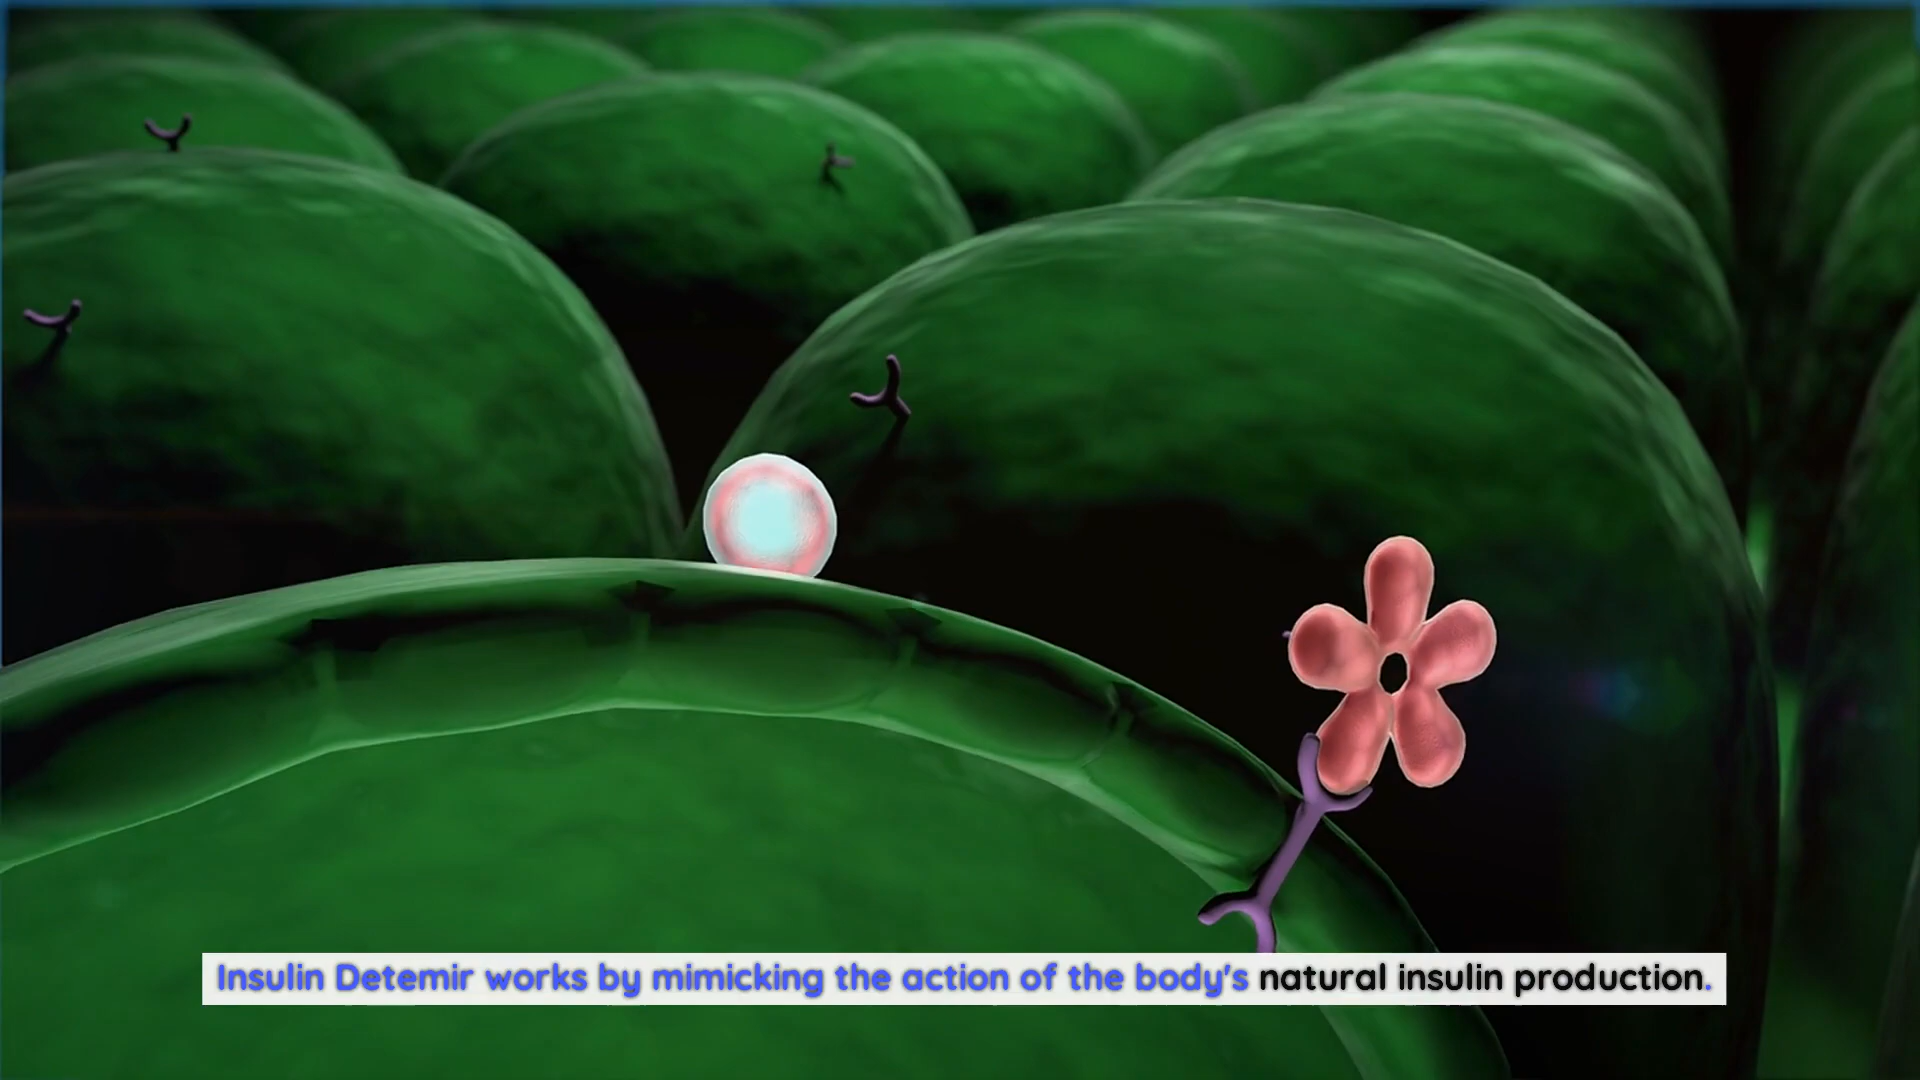 Insulin Detemir works by mimicking the action of the body's natural insulin production.